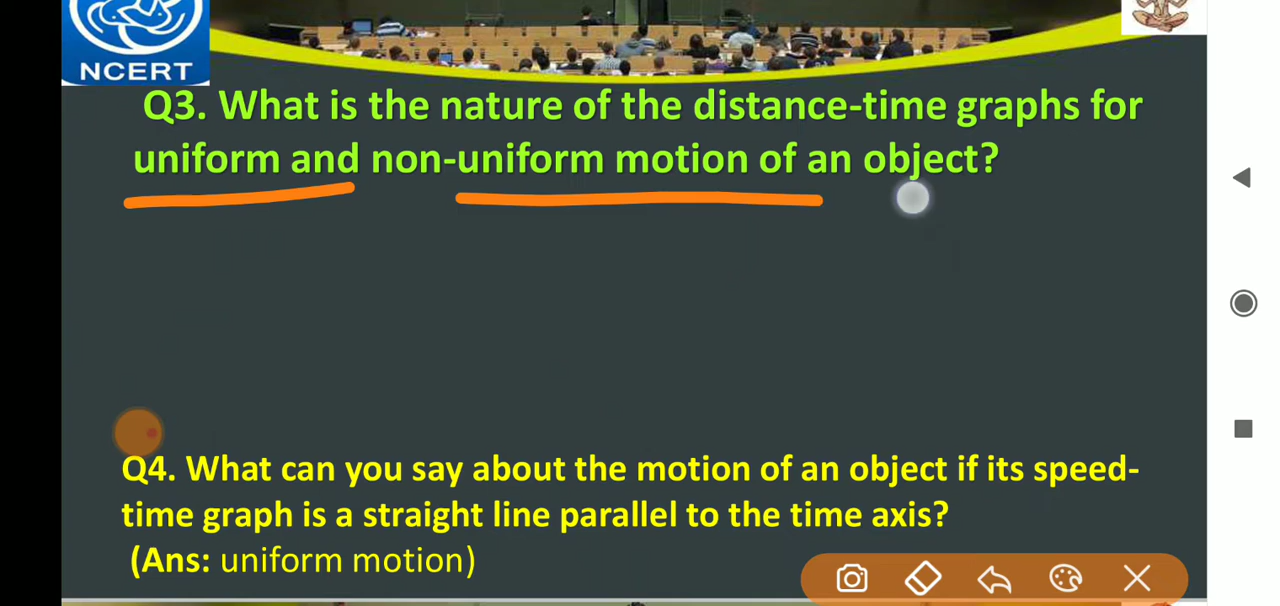 NCERT
Q3. What is the nature of the distance-time graphs for
uniform and non-uniform motion of an object?
Q4. What can you say about the motion of an object if its speed-
time graph is a straight line parallel to the time axis?
(Ans: uniform motion)